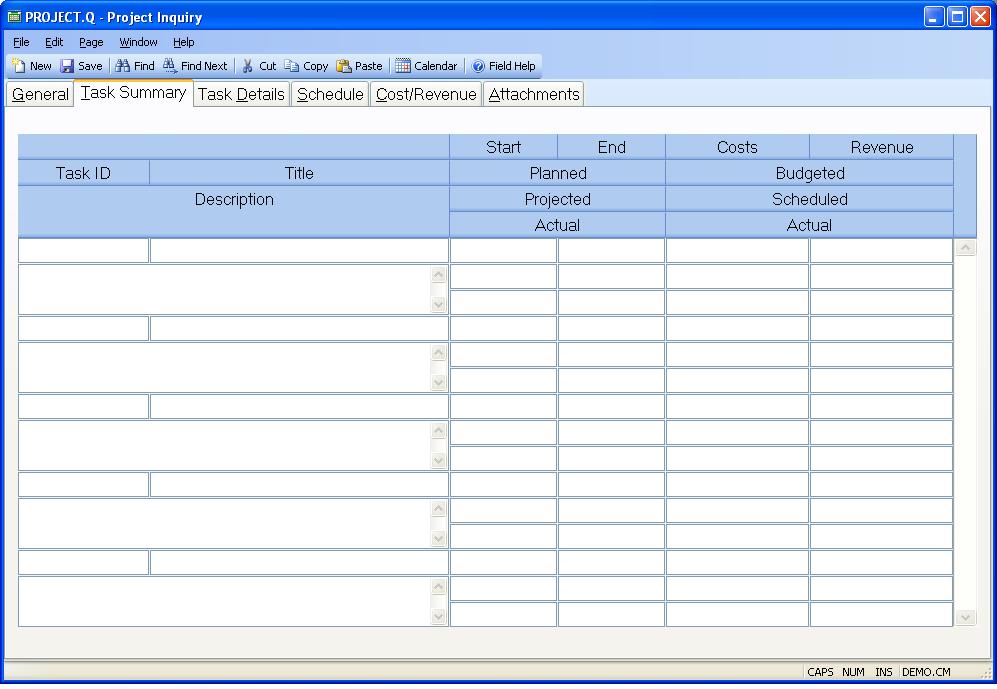 PROJECT.Q - Project Inquiry
File Edit Page Window Help
New Save Find Find Next Cut Copy Paste Calendar Field Help
General Task Summary Task Details Schedule Cost/Revenue Attachments
Start End Costs Revenue
Task ID Title Planned Budgeted
Description Projected Scheduled
Actual Actual
CAPS NUM INS DEMO.CM